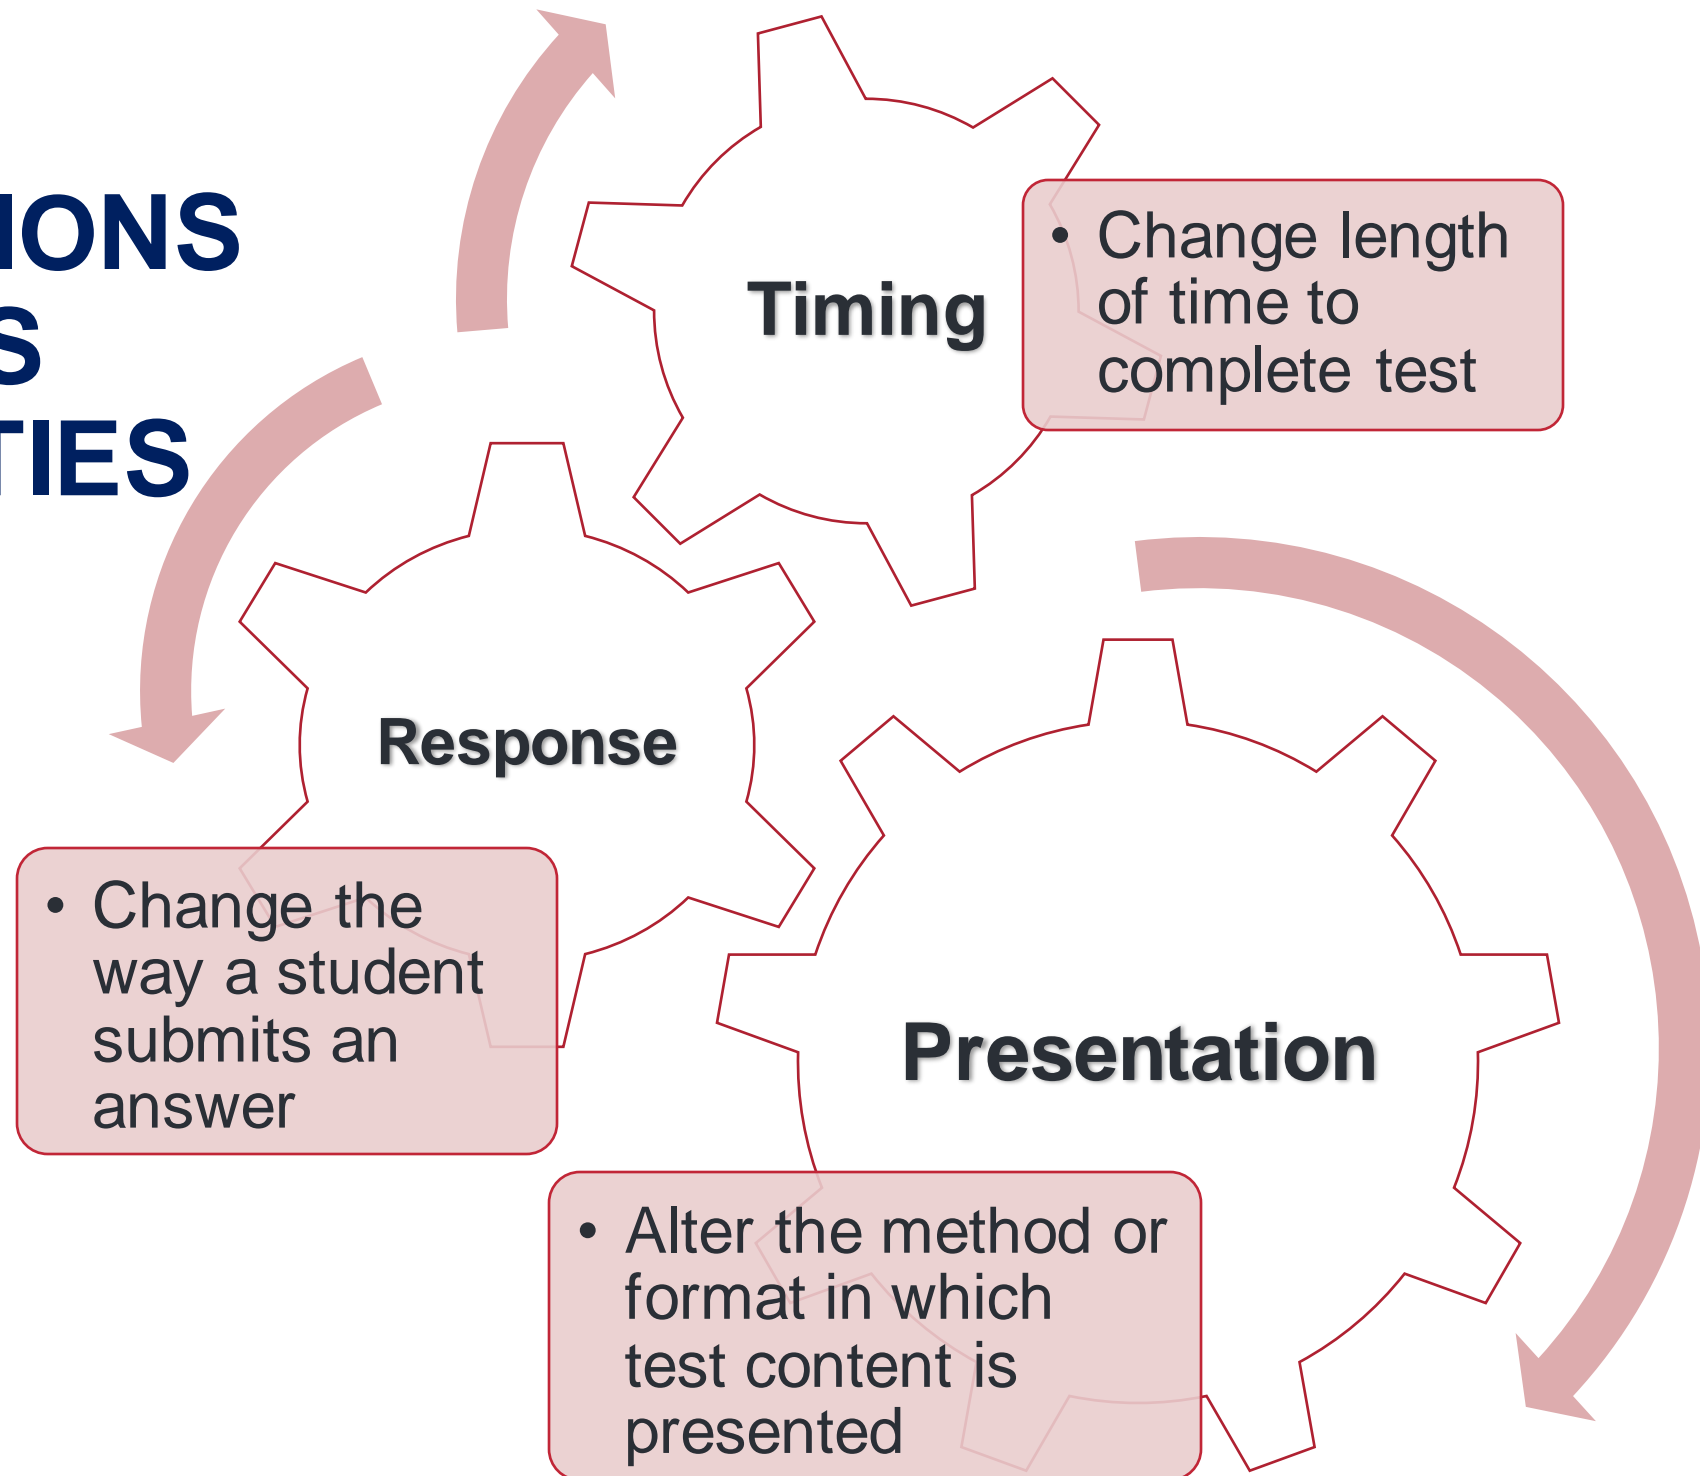 IONS
S
TIES
Timing
• Change length
of time to
complete test
Response
• Change the
way a student
submits an
answer
Presentation
• Alter the method or
format in which
test content is
presented